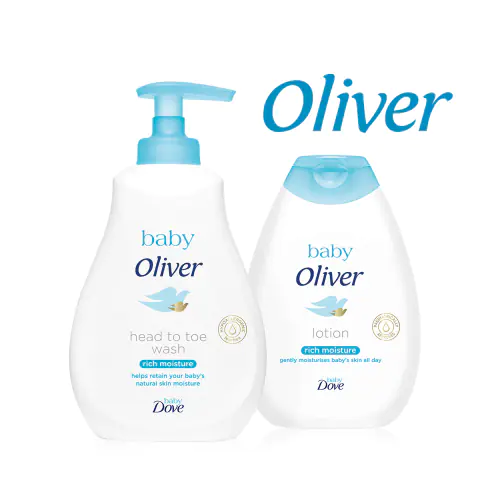 Oliver
baby
Oliver
head to toe
wash
rich moisture
helps retain your baby's
natural skin moisture
baby
Dove
baby
Oliver
lotion
rich moisture
gently moisturises baby's skin all day
baby
Dove